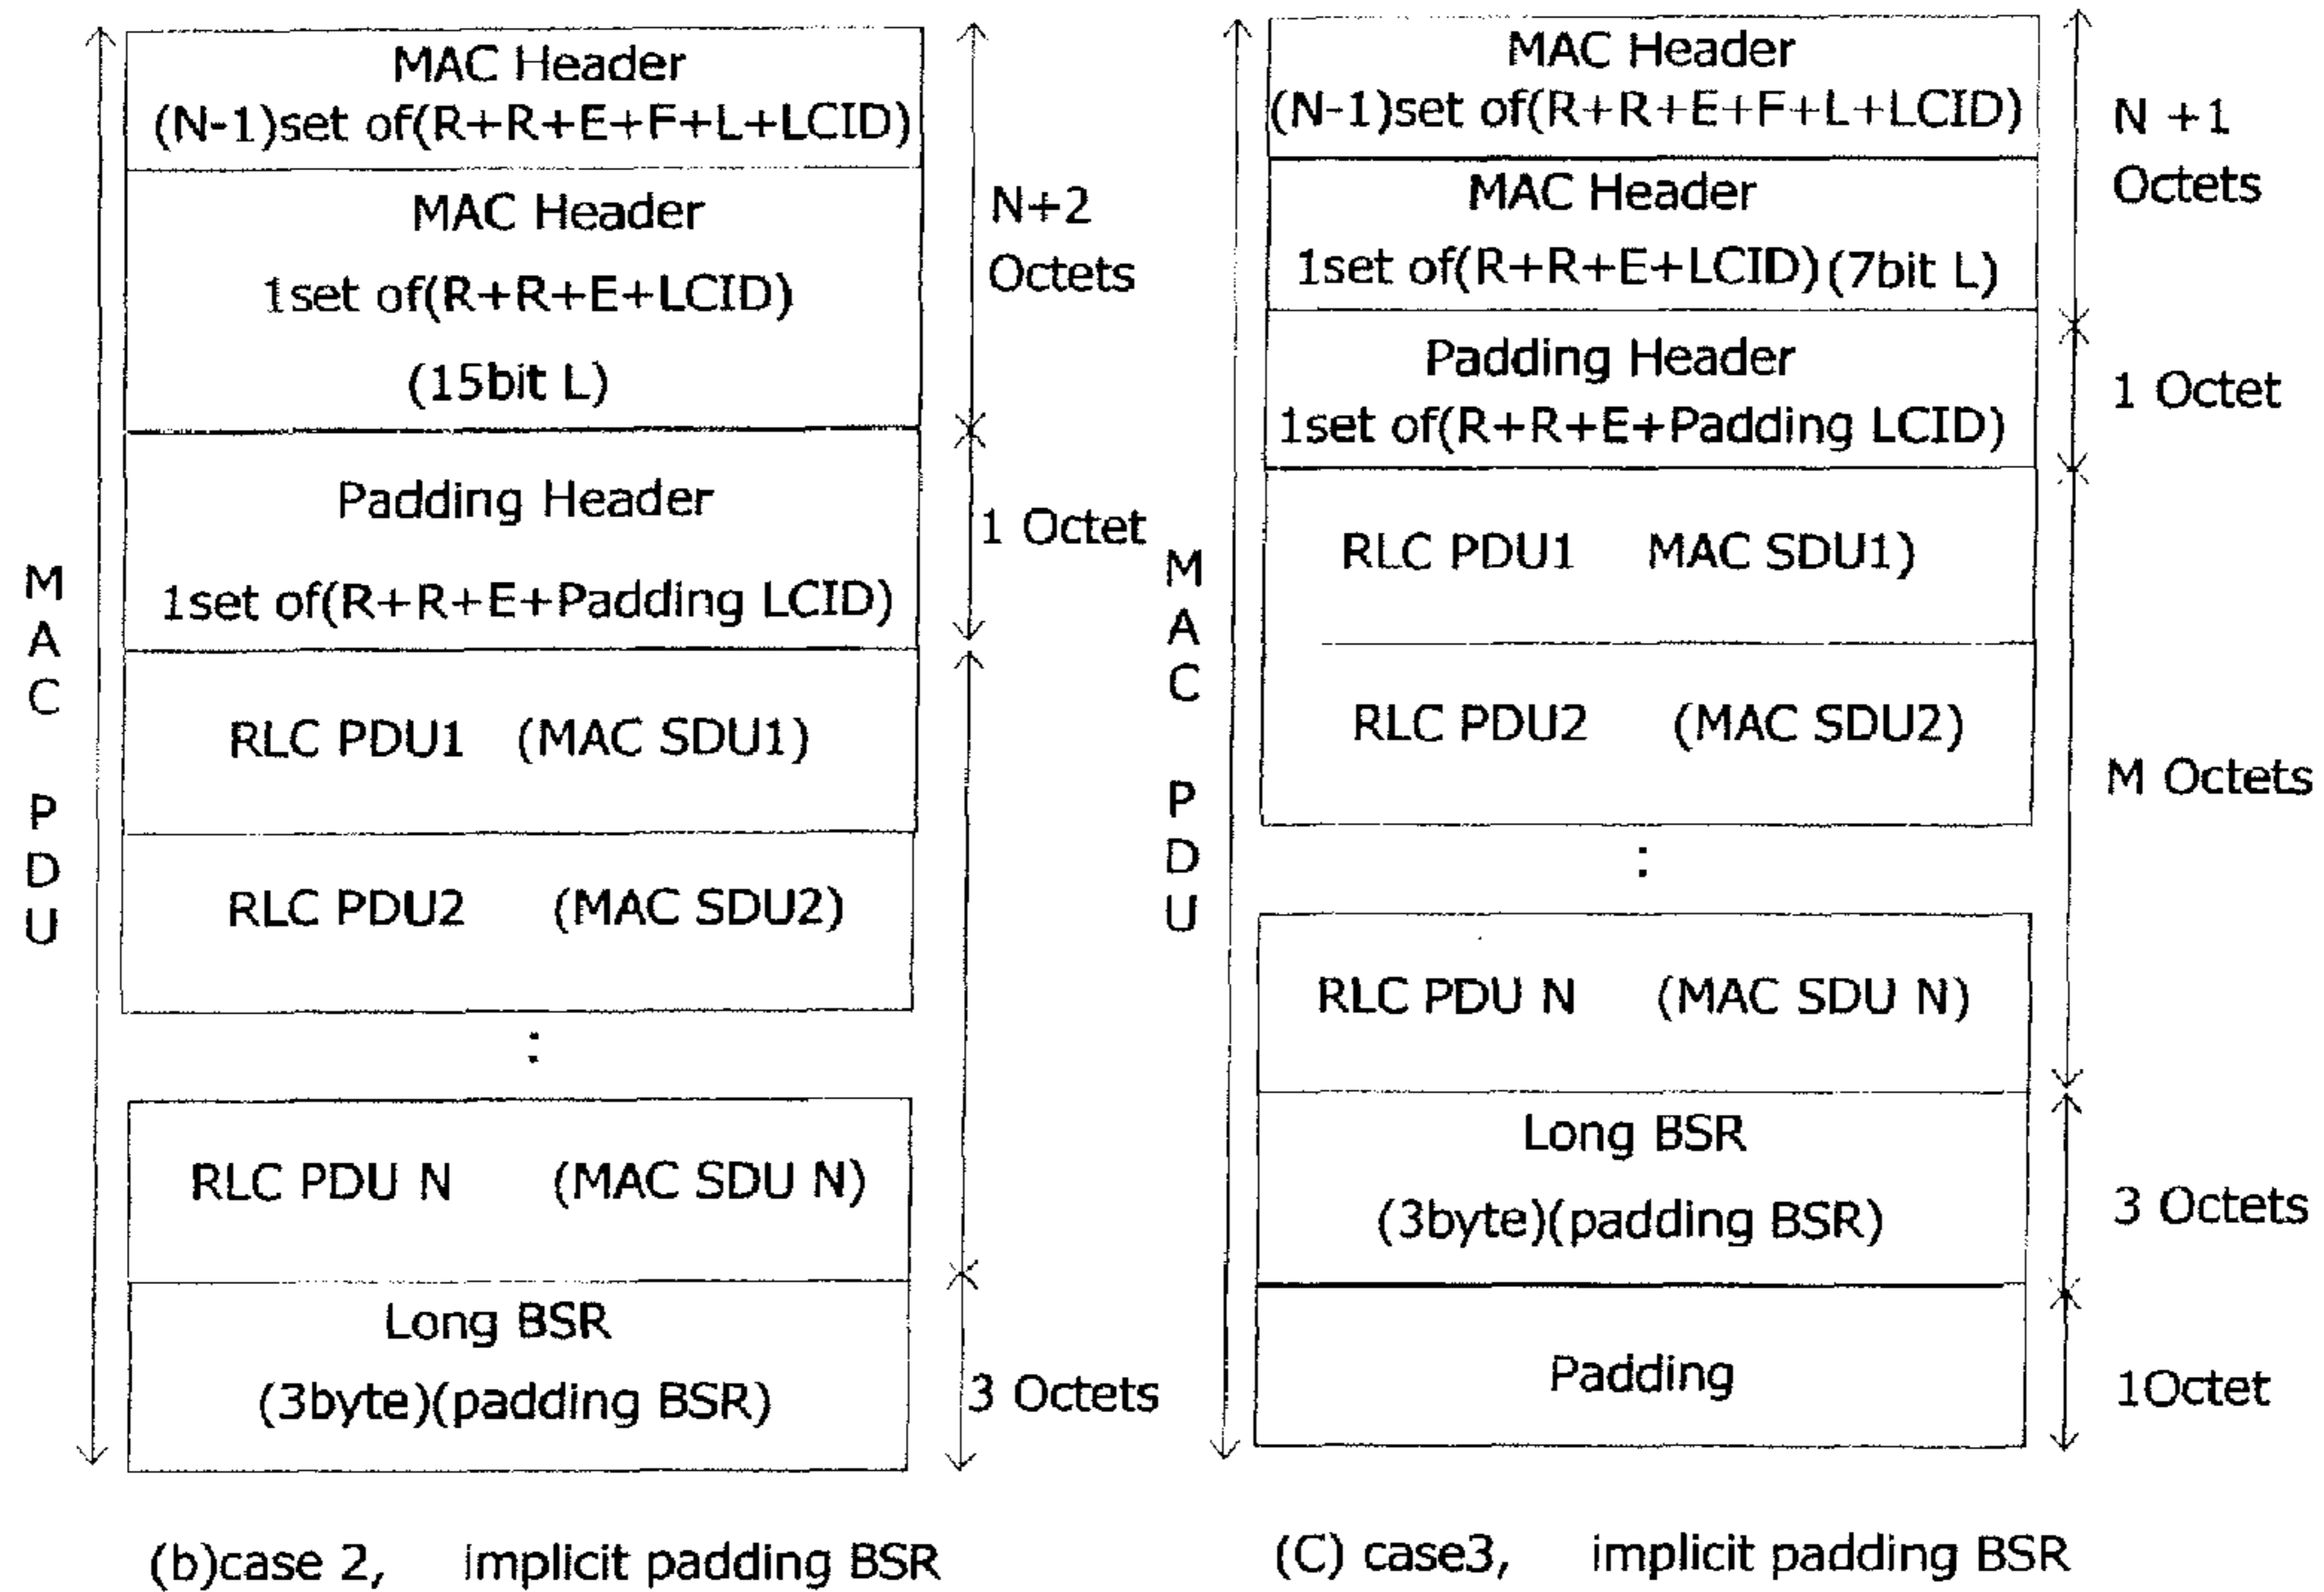 MAC Header
(N-1)set of(R+R+E+F+L+LCID)
MAC Header
1set of(R+R+E+LCID)
(15bit L)
N+2
Octets
Padding Header
1set of(R+R+E+Padding LCID)
1 Octet
MAC PDU
RLC PDU1 (MAC SDU1)
RLC PDU2 (MAC SDU2)
:
RLC PDU N (MAC SDU N)
Long BSR
(3byte)(padding BSR)
3 Octets
(b)case 2, implicit padding BSR
MAC Header
(N-1)set of(R+R+E+F+L+LCID)
MAC Header
1set of(R+R+E+LCID)(7bit L)
N +1
Octets
Padding Header
1set of(R+R+E+Padding LCID)
1 Octet
MAC PDU
RLC PDU1 MAC SDU1)
RLC PDU2 (MAC SDU2)
:
RLC PDU N (MAC SDU N)
M Octets
Long BSR
(3byte)(padding BSR)
3 Octets
Padding
1Octet
(C) case3, implicit padding BSR